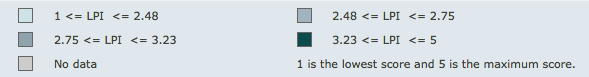 1 <= LPI <= 2.48
2.48 <= LPI <= 2.75
2.75 <= LPI <= 3.23
3.23 <= LPI <= 5
No data
1 is the lowest score and 5 is the maximum score.